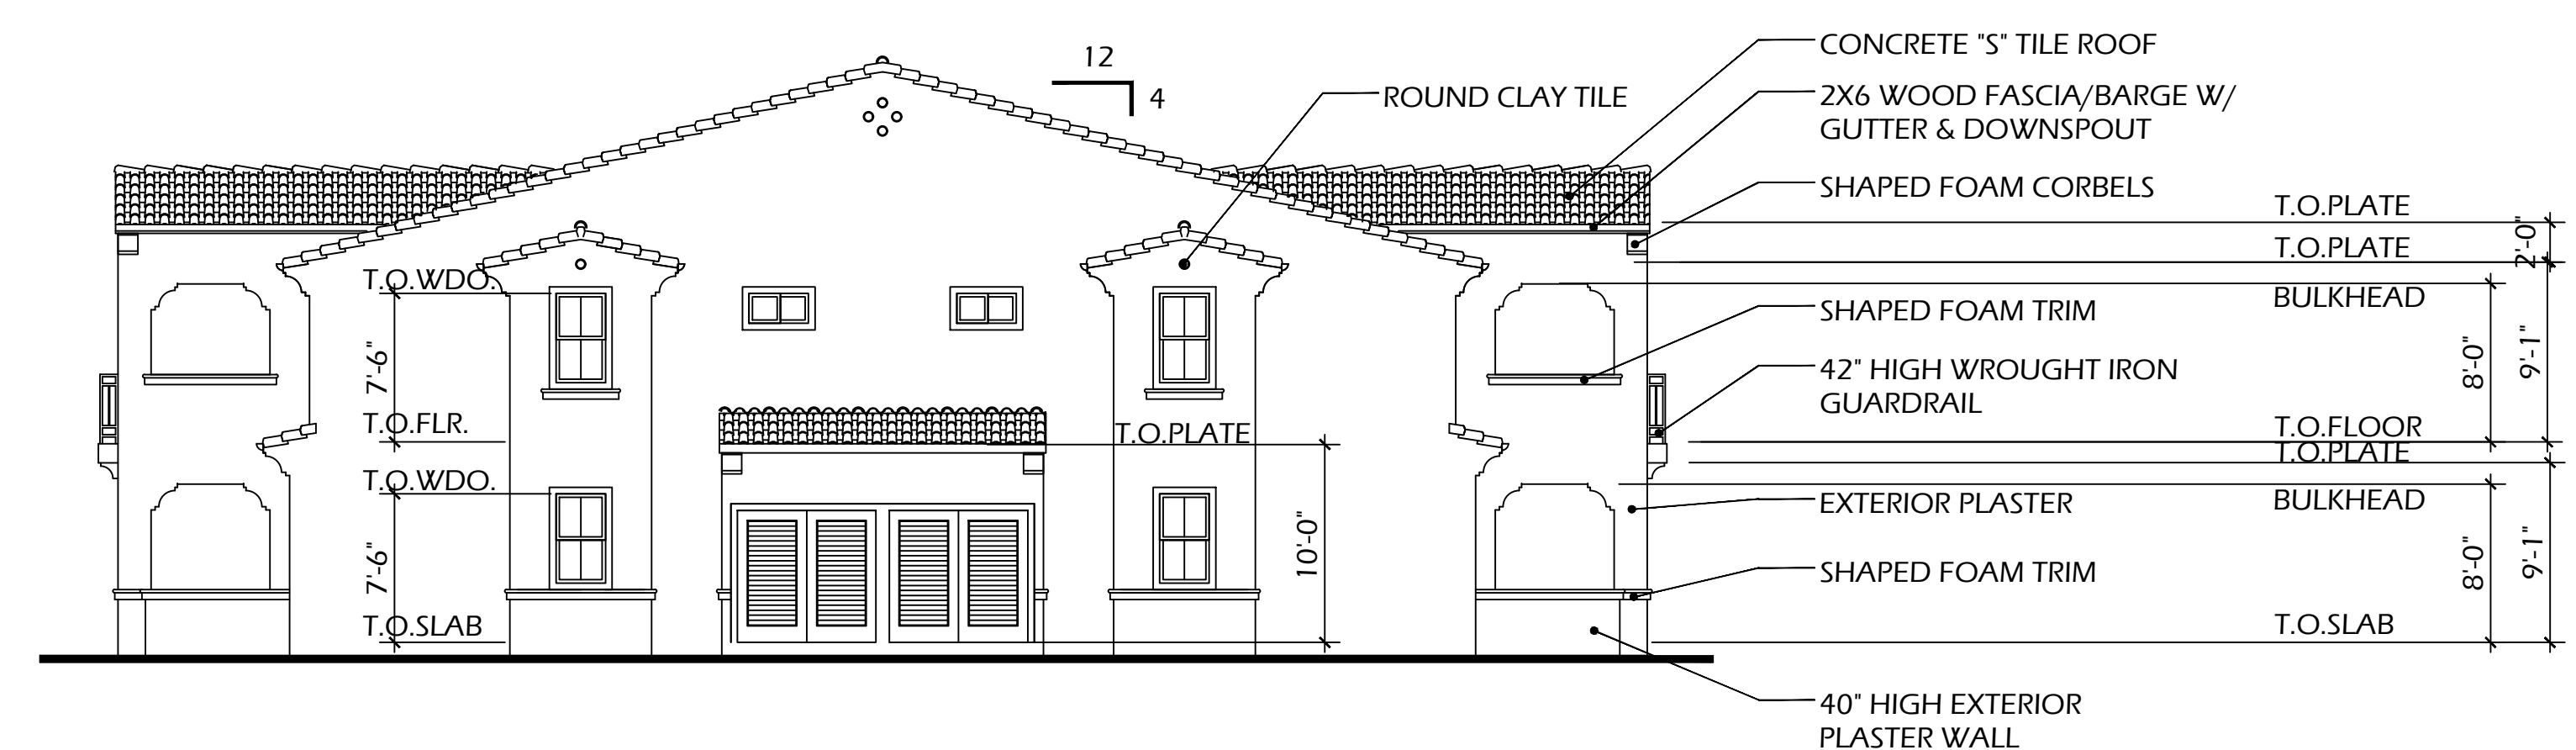 12
4
CONCRETE "S" TILE ROOF
ROUND CLAY TILE
2X6 WOOD FASCIA/BARGE W/
GUTTER & DOWNSPOUT
SHAPED FOAM CORBELS
T.O.PLATE
2'-0"
T.O.PLATE
T.O.WDO.
BULKHEAD
SHAPED FOAM TRIM
7'-6"
8'-0"
9'-1"
42" HIGH WROUGHT IRON
GUARDRAIL
T.O.FLR.
T.O.PLATE
T.O.FLOOR
T.O.PLATE
T.O.WDO.
EXTERIOR PLASTER
BULKHEAD
7'-6"
10'-0"
8'-0"
9'-1"
SHAPED FOAM TRIM
T.O.SLAB
T.O.SLAB
40" HIGH EXTERIOR
PLASTER WALL